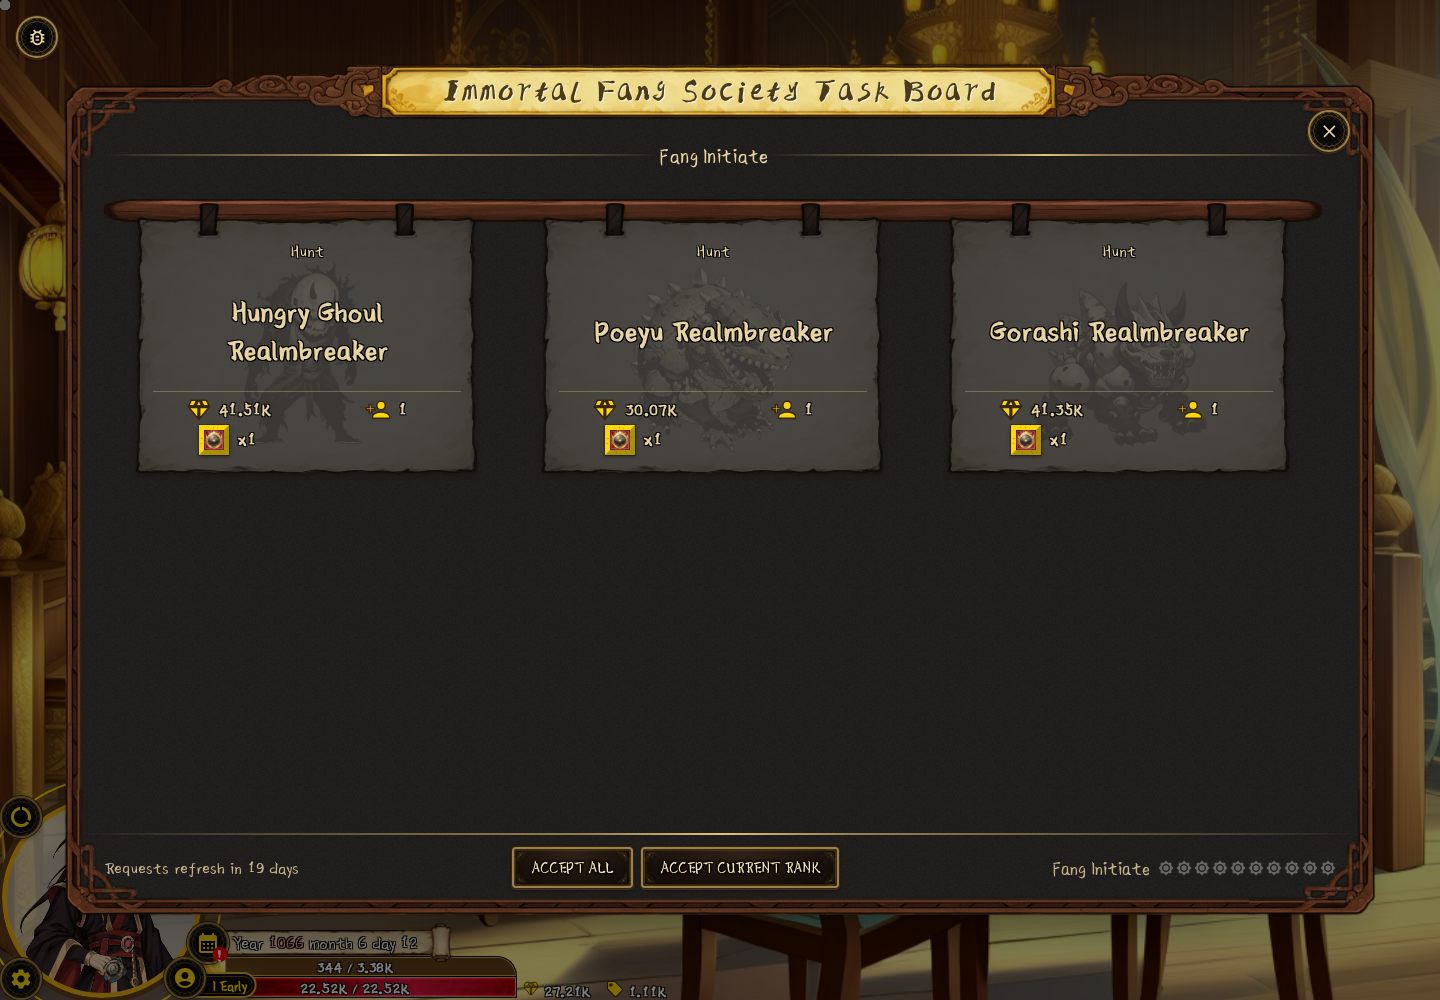 Immortal Fang Society Task Board
Fang Initiate
Hunt
Hungry Ghoul
Realmbreaker
41.51K
1
x1
Hunt
Poeyu Realmbreaker
30.07K
1
x1
Hunt
Gorashi Realmbreaker
41.35K
1
x1
Requests refresh in 19 days
ACCEPT ALL
ACCEPT CURRENT RANK
Fang Initiate
Year 1066 month 6 day 12
344 / 3.38K
1 Early
22.52K / 22.52K
27.21K
1.11K